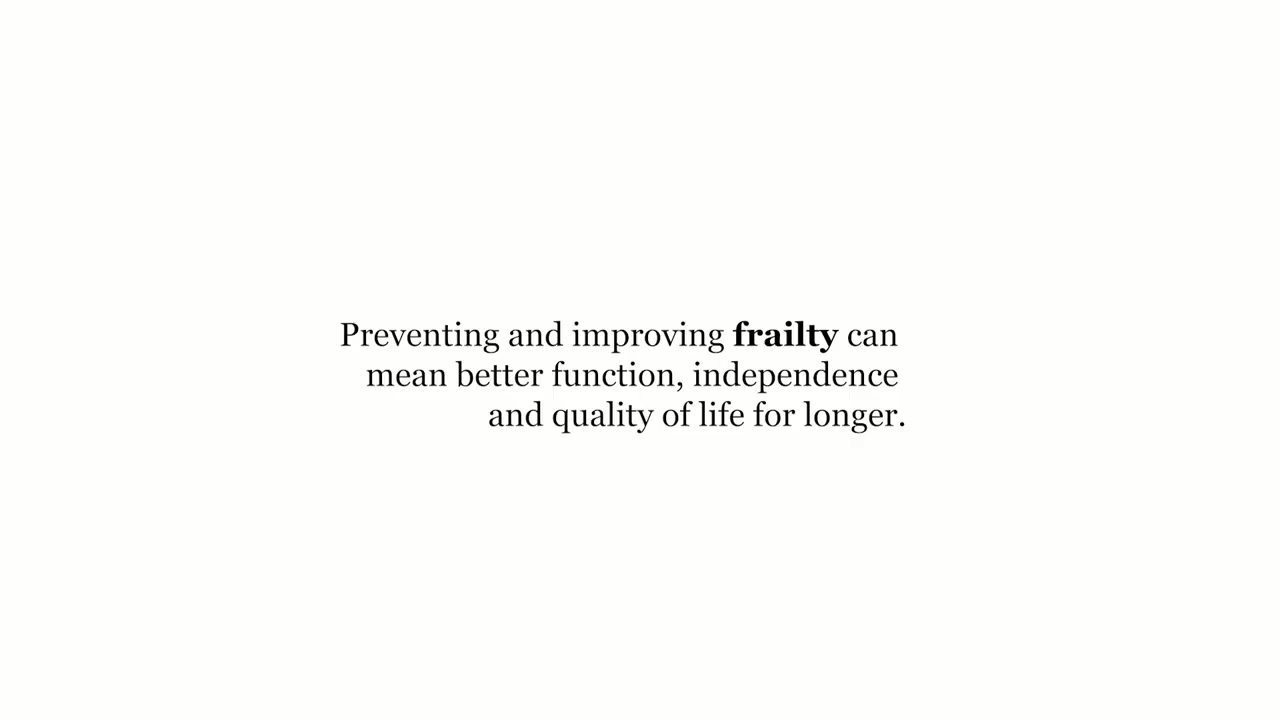 Preventing and improving frailty can
mean better function, independence
and quality of life for longer.